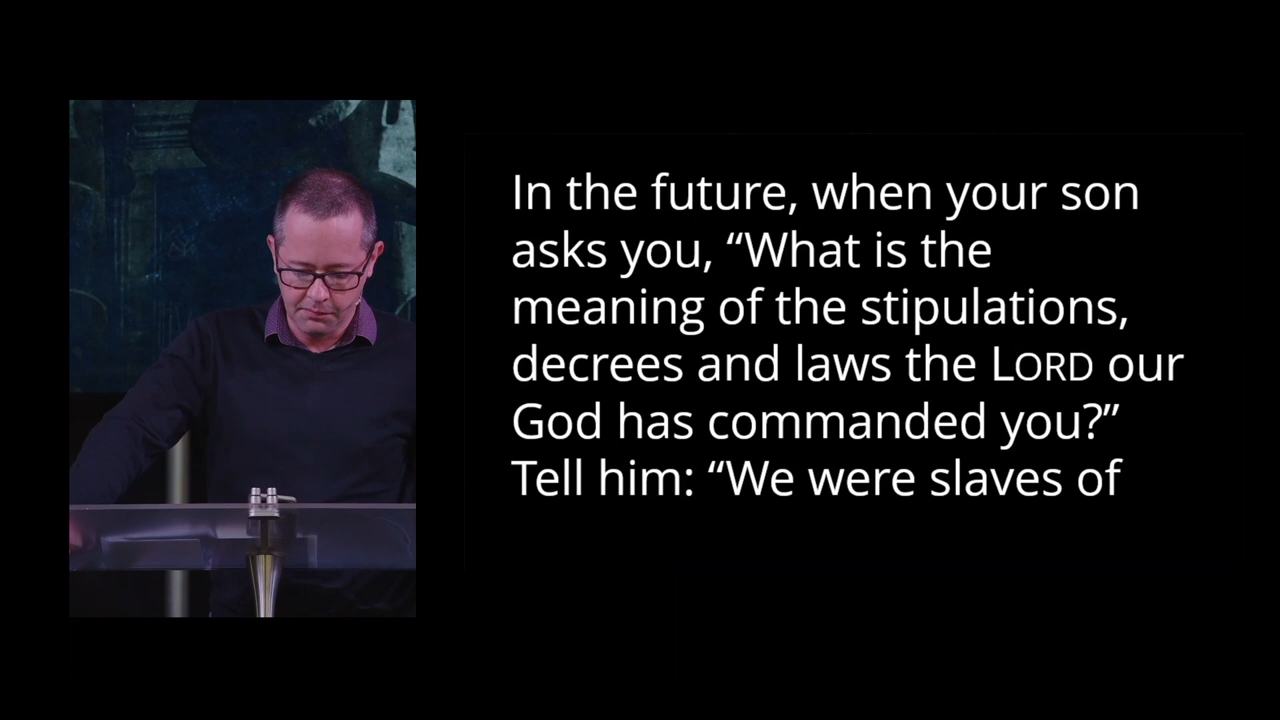 In the future, when your son
asks you, “What is the
meaning of the stipulations,
decrees and laws the LORD our
God has commanded you?”
Tell him: “We were slaves of